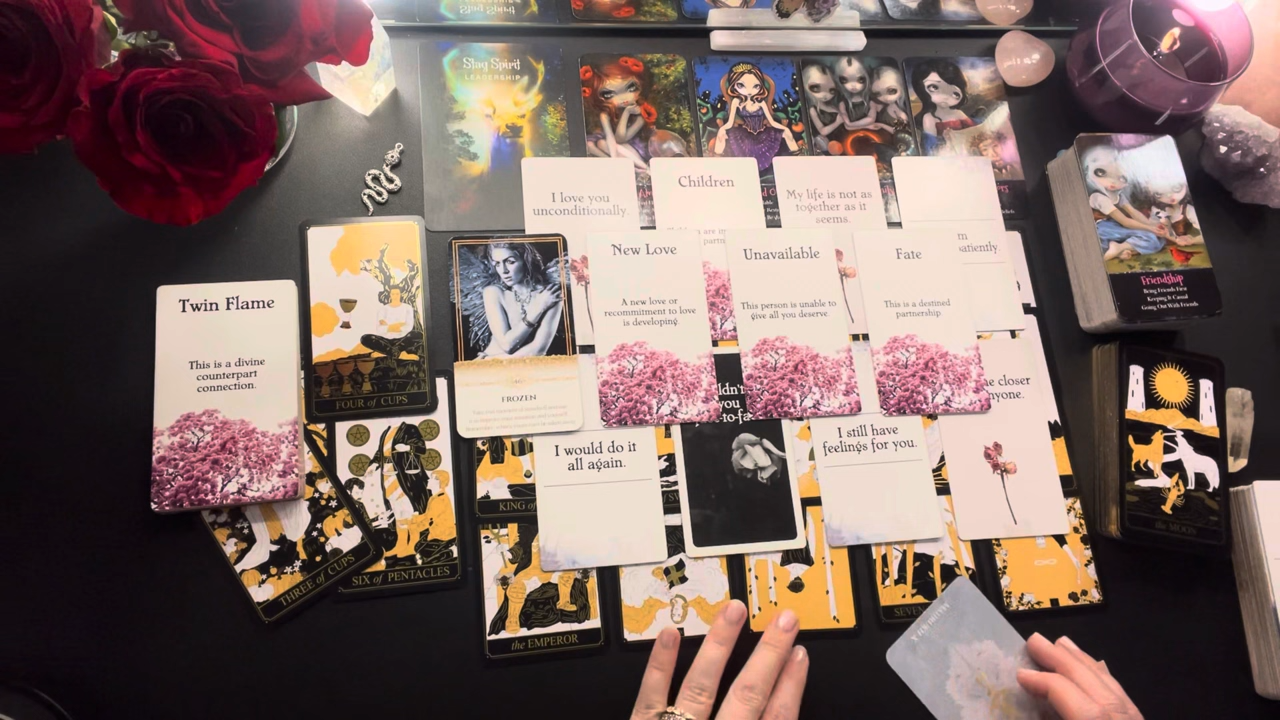 Stay Spirit
LEADERSHIP
I love you
unconditionally.
Children
My life is not as
together as it
seems.
New Love
A new love or
recommitment to love
is developing.
Unavailable
This person is unable to
give all you deserve
Fate
This is a destined
partnership.
Twin Flame
This is a divine
counterpart
connection.
FOUR of CUPS
FROZEN
THREE of CUPS
SIX of PENTACLES
I would do it
all again.
you
I still have
feelings for you.
closer
the EMPEROR
Friendship
Being Friends First
Keeping It Casual
Going Out With Friends
the MOON